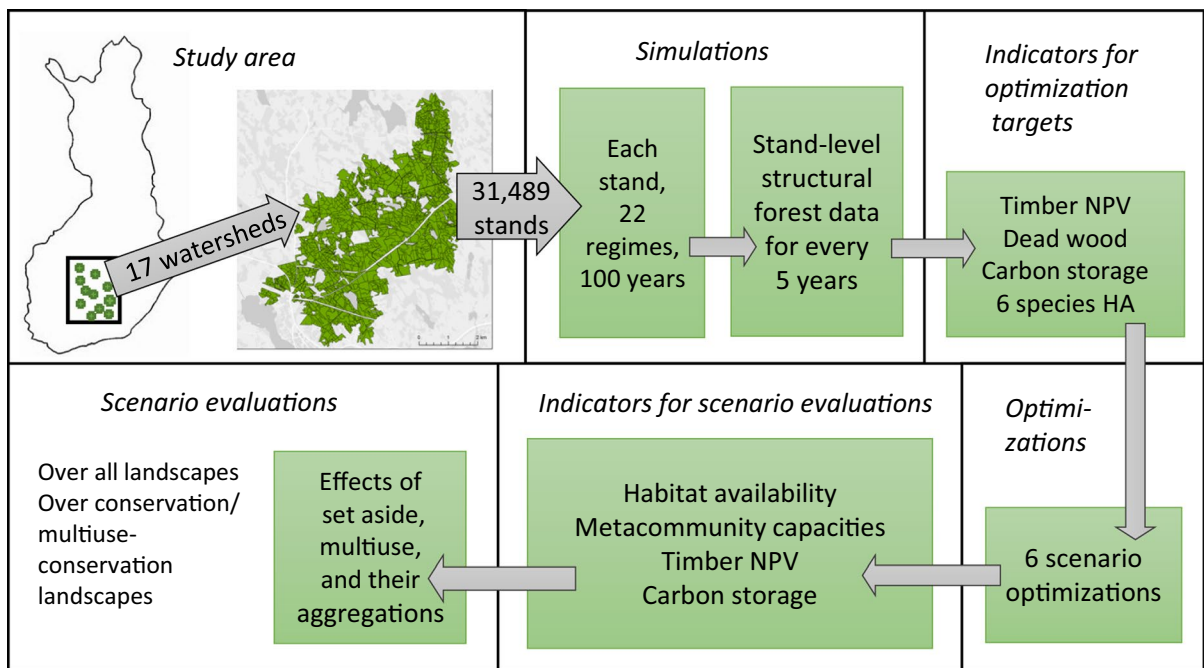 Study area
17 watersheds
31,489
stands
Simulations
Each
stand,
22
regimes,
100 years
Stand-level
structural
forest data
for every
5 years
Indicators for
optimization
targets
Timber NPV
Dead wood
Carbon storage
6 species HA
Optimi-
zations
6 scenario
optimizations
Indicators for scenario evaluations
Habitat availability
Metacommunity capacities
Timber NPV
Carbon storage
Scenario evaluations
Effects of
set aside,
multiuse,
and their
aggregations
Over all landscapes
Over conservation/
multiuse-
conservation
landscapes